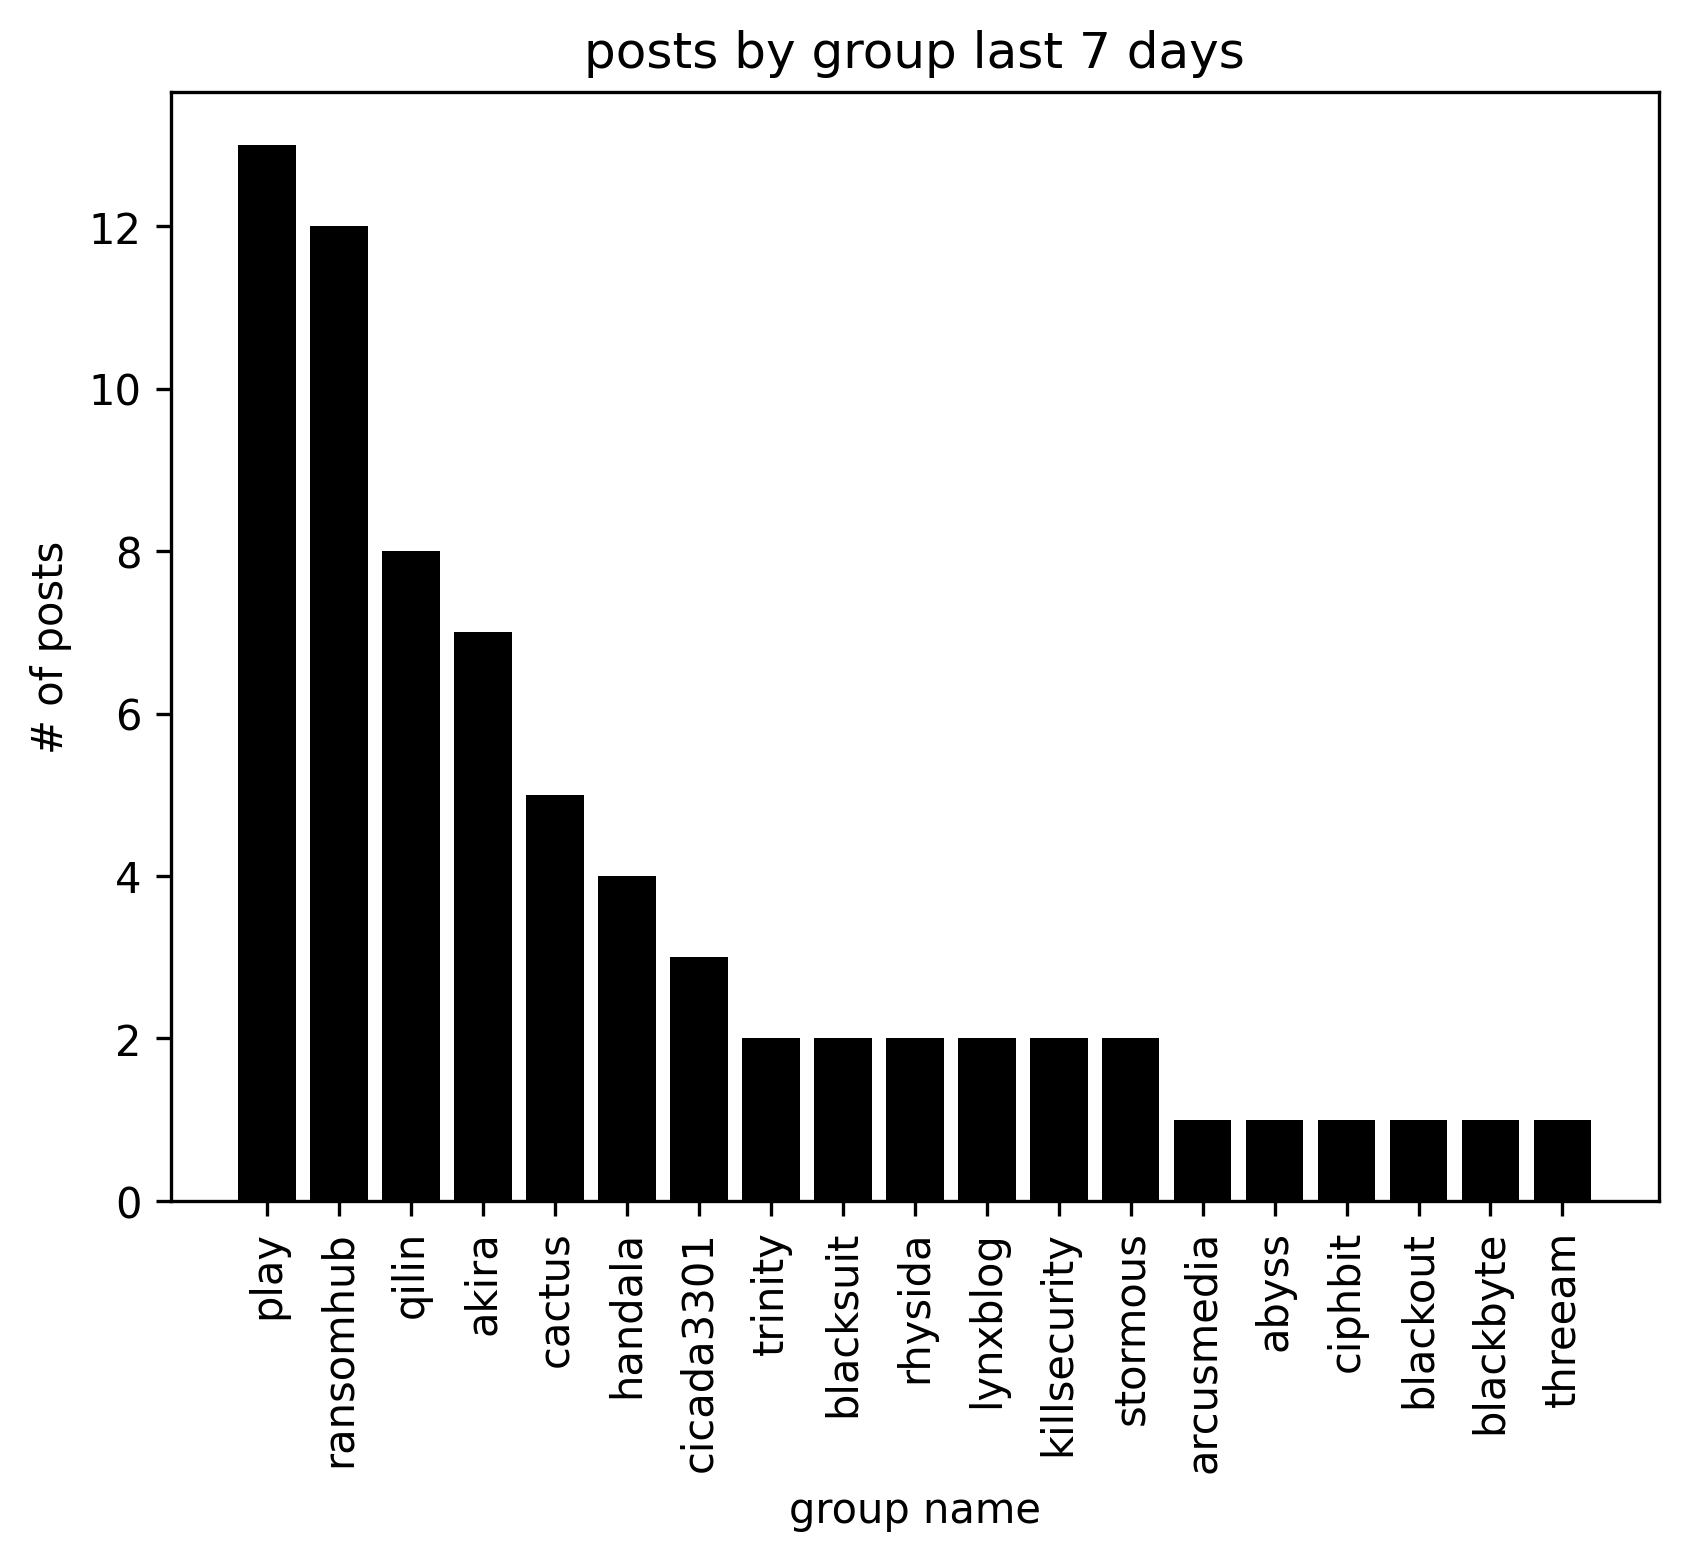 posts by group last 7 days
12
10
8
6
4
2
0
# of posts
play
ransomhub
qilin
akira
cactus
handala
cicada3301
trinity
blacksuit
rhysida
lynxblog
killsecurity
stormous
arcusmedia
abyss
ciphbit
blackout
blackbyte
threeam
group name